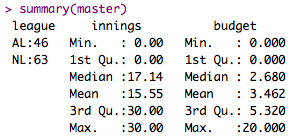 > summary(master)
league innings budget
AL:46 Min. : 0.00 Min. : 0.000
NL:63 1st Qu.: 0.00 1st Qu.: 0.000
Median :17.14 Median : 2.680
Mean :15.55 Mean : 3.462
3rd Qu.:30.00 3rd Qu.: 5.320
Max. :30.00 Max. :20.000